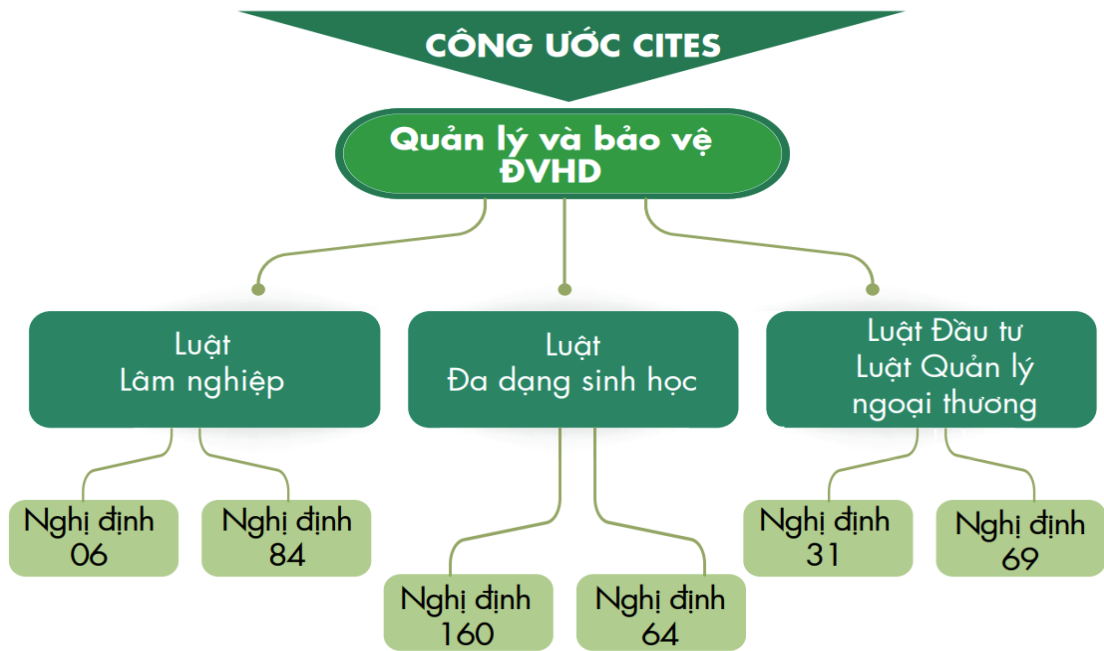 CÔNG ƯỚC CITES
Quản lý và bảo vệ
ĐVHD
Luật
Lâm nghiệp
Luật
Đa dạng sinh học
Luật Đầu tư
Luật Quản lý
ngoại thương
Nghị định
06
Nghị định
84
Nghị định
160
Nghị định
64
Nghị định
31
Nghị định
69